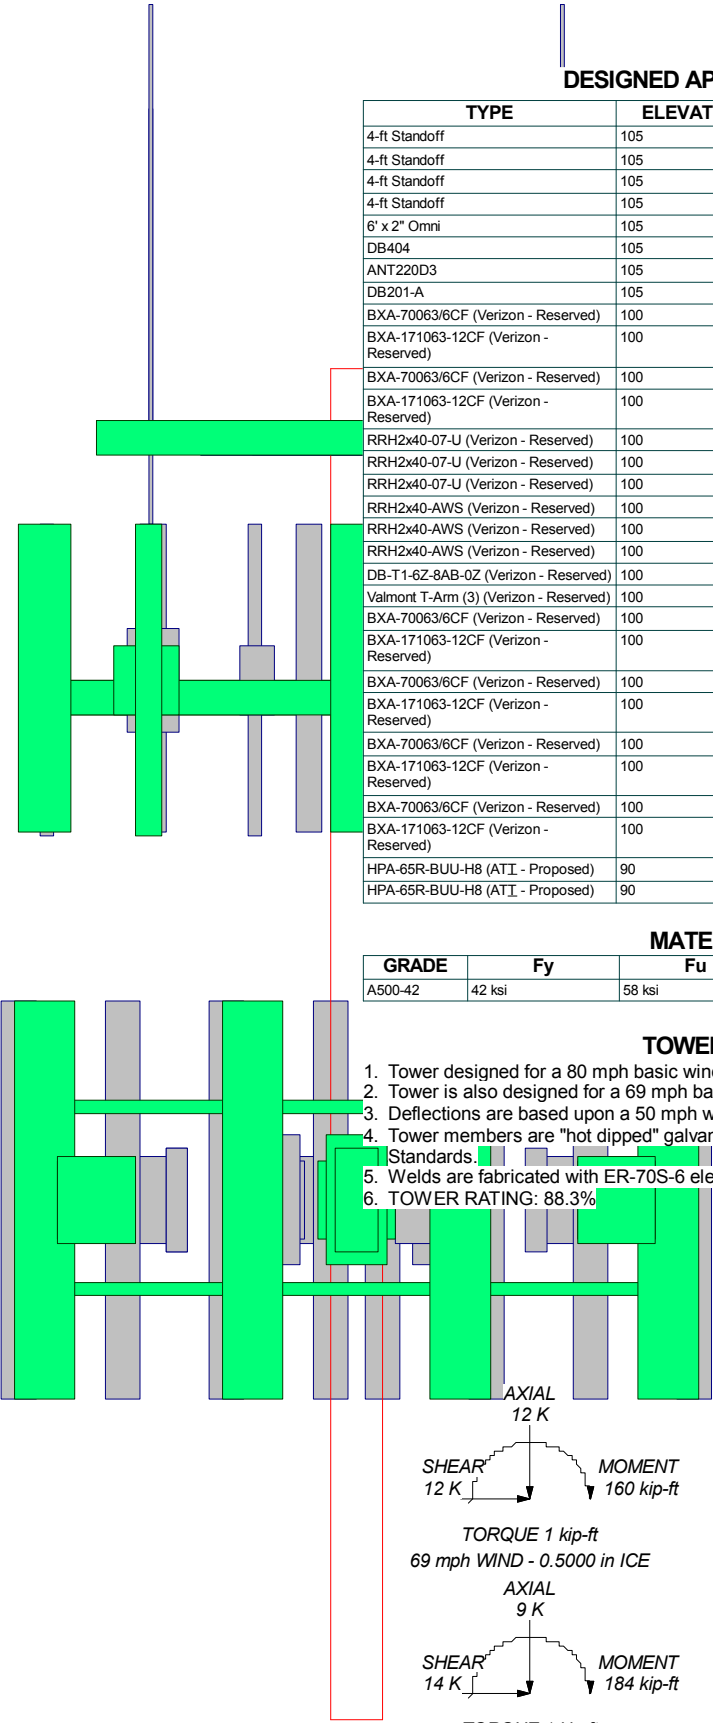 DESIGNED AP
TYPE ELEVAT
4-ft Standoff 105
4-ft Standoff 105
4-ft Standoff 105
4-ft Standoff 105
6' x 2" Omni 105
DB404 105
ANT220D3 105
DB201-A 105
BXA-70063/6CF (Verizon - Reserved) 100
BXA-171063-12CF (Verizon - 100
Reserved)
BXA-70063/6CF (Verizon - Reserved) 100
BXA-171063-12CF (Verizon - 100
Reserved)
RRH2x40-07-U (Verizon - Reserved) 100
RRH2x40-07-U (Verizon - Reserved) 100
RRH2x40-07-U (Verizon - Reserved) 100
RRH2x40-AWS (Verizon - Reserved) 100
RRH2x40-AWS (Verizon - Reserved) 100
RRH2x40-AWS (Verizon - Reserved) 100
DB-T1-6Z-8AB-0Z (Verizon - Reserved) 100
Valmont T-Arm (3) (Verizon - Reserved) 100
BXA-70063/6CF (Verizon - Reserved) 100
BXA-171063-12CF (Verizon - 100
Reserved)
BXA-70063/6CF (Verizon - Reserved) 100
BXA-171063-12CF (Verizon - 100
Reserved)
BXA-70063/6CF (Verizon - Reserved) 100
BXA-171063-12CF (Verizon - 100
Reserved)
BXA-70063/6CF (Verizon - Reserved) 100
BXA-171063-12CF (Verizon - 100
Reserved)
HPA-65R-BUU-H8 (ATI - Proposed) 90
HPA-65R-BUU-H8 (ATI - Proposed) 90
MATE
GRADE Fy Fu
A500-42 42 ksi 58 ksi
TOWER
1. Tower designed for a 80 mph basic wind
2. Tower is also designed for a 69 mph ba
3. Deflections are based upon a 50 mph w
4. Tower members are "hot dipped" galvan
Standards.
5. Welds are fabricated with ER-70S-6 ele
6. TOWER RATING: 88.3%
AXIAL
12 K
SHEAR MOMENT
12 K 160 kip-ft
TORQUE 1 kip-ft
69 mph WIND - 0.5000 in ICE
AXIAL
9 K
SHEAR MOMENT
14 K 184 kip-ft